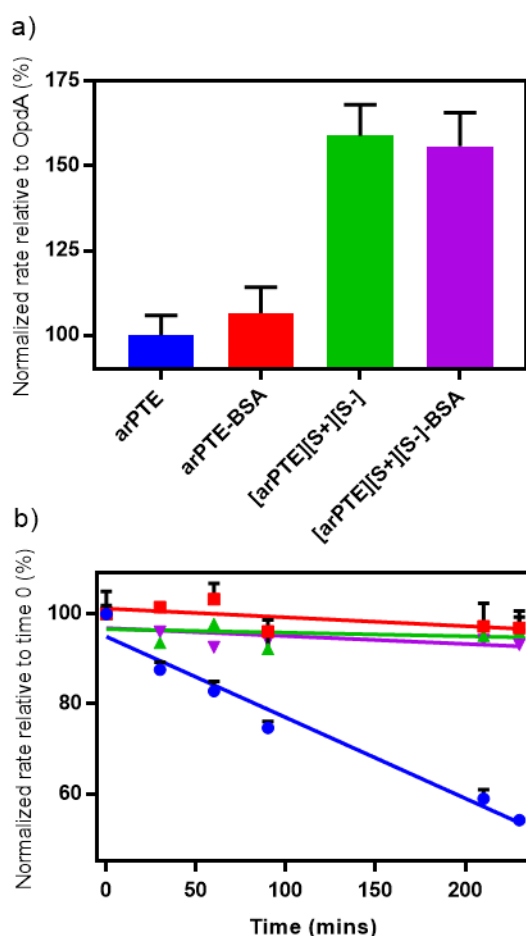 a)
Normalized rate relative to OpdA (%)
175
150
125
100
arPTE
arPTE-BSA
[arPTE][S+][S-]
[arPTE][S+][S-]-BSA
b)
Normalized rate relative to time 0 (%)
100
80
60
0
50
100
150
200
Time (mins)